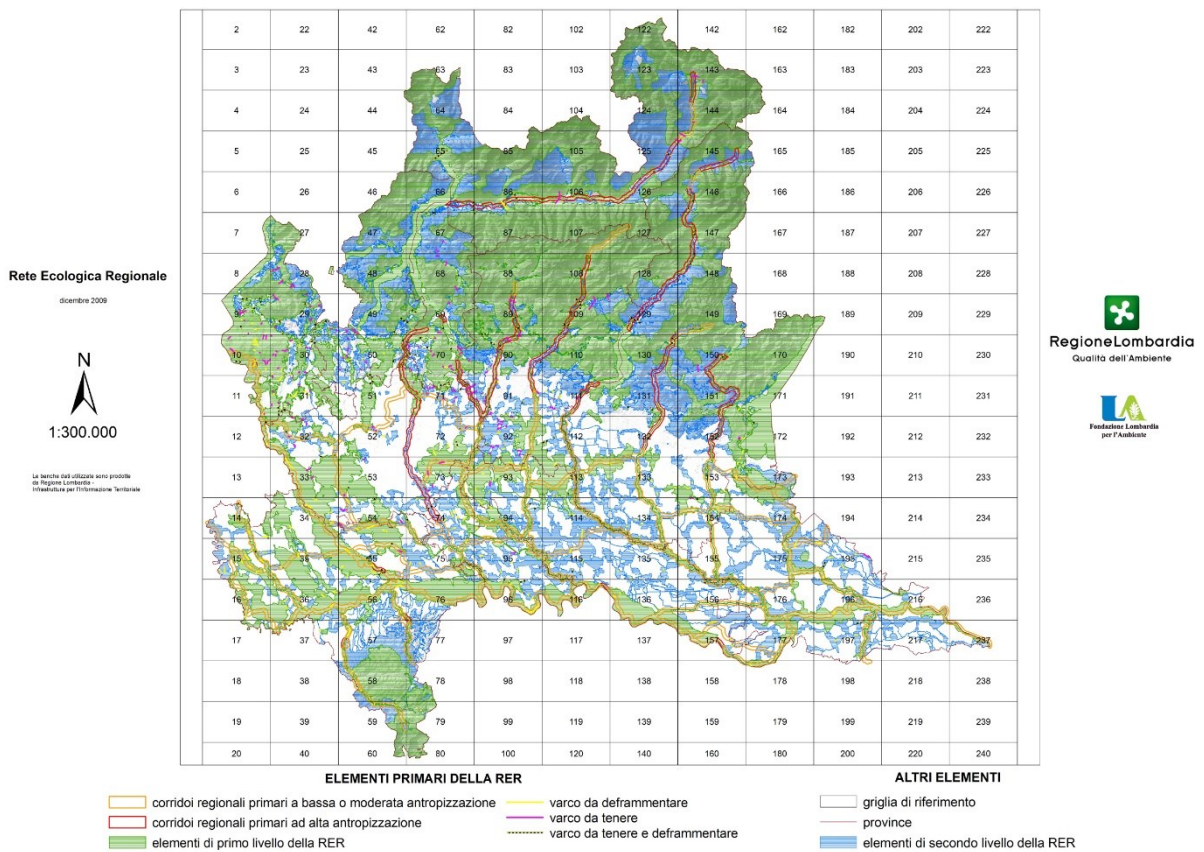 2 22 42 62 82 102 122 142 162 182 202 222
3 23 43 63 83 103 123 143 163 183 203 223
4 24 44 64 84 104 124 144 164 184 204 224
5 25 45 65 85 105 125 145 165 185 205 225
6 26 46 66 86 106 126 146 166 186 206 226
7 27 47 67 87 107 127 147 167 187 207 227
8 28 48 68 88 108 128 148 168 188 208 228
9 29 49 69 89 109 129 149 169 189 209 229
10 30 50 70 90 110 130 150 170 190 210 230
11 31 51 71 91 111 131 151 171 191 211 231
12 32 52 72 92 112 132 152 172 192 212 232
13 33 53 73 93 113 133 153 173 193 213 233
14 34 54 74 94 114 134 154 174 194 214 234
15 35 55 75 95 115 135 155 175 195 215 235
16 36 56 76 96 116 136 156 176 196 216 236
17 37 57 77 97 117 137 157 177 197 217 237
18 38 58 78 98 118 138 158 178 198 218 238
19 39 59 79 99 119 139 159 179 199 219 239
20 40 60 80 100 120 140 160 180 200 220 240
Rete Ecologica Regionale
dicembre 2009
N
1:300.000
Le banche dati utilizzate sono prodotte
da Regione Lombardia -
Infrastruttura per l'Informazione Territoriale
RegioneLombardia
Qualità dell'Ambiente
Fondazione Lombardia
per l'Ambiente
ELEMENTI PRIMARI DELLA RER
corridoi regionali primari a bassa o moderata antropizzazione
corridoi regionali primari ad alta antropizzazione
elementi di primo livello della RER
varco da deframmentare
varco da tenere
varco da tenere e deframmentare
ALTRI ELEMENTI
griglia di riferimento
province
elementi di secondo livello della RER